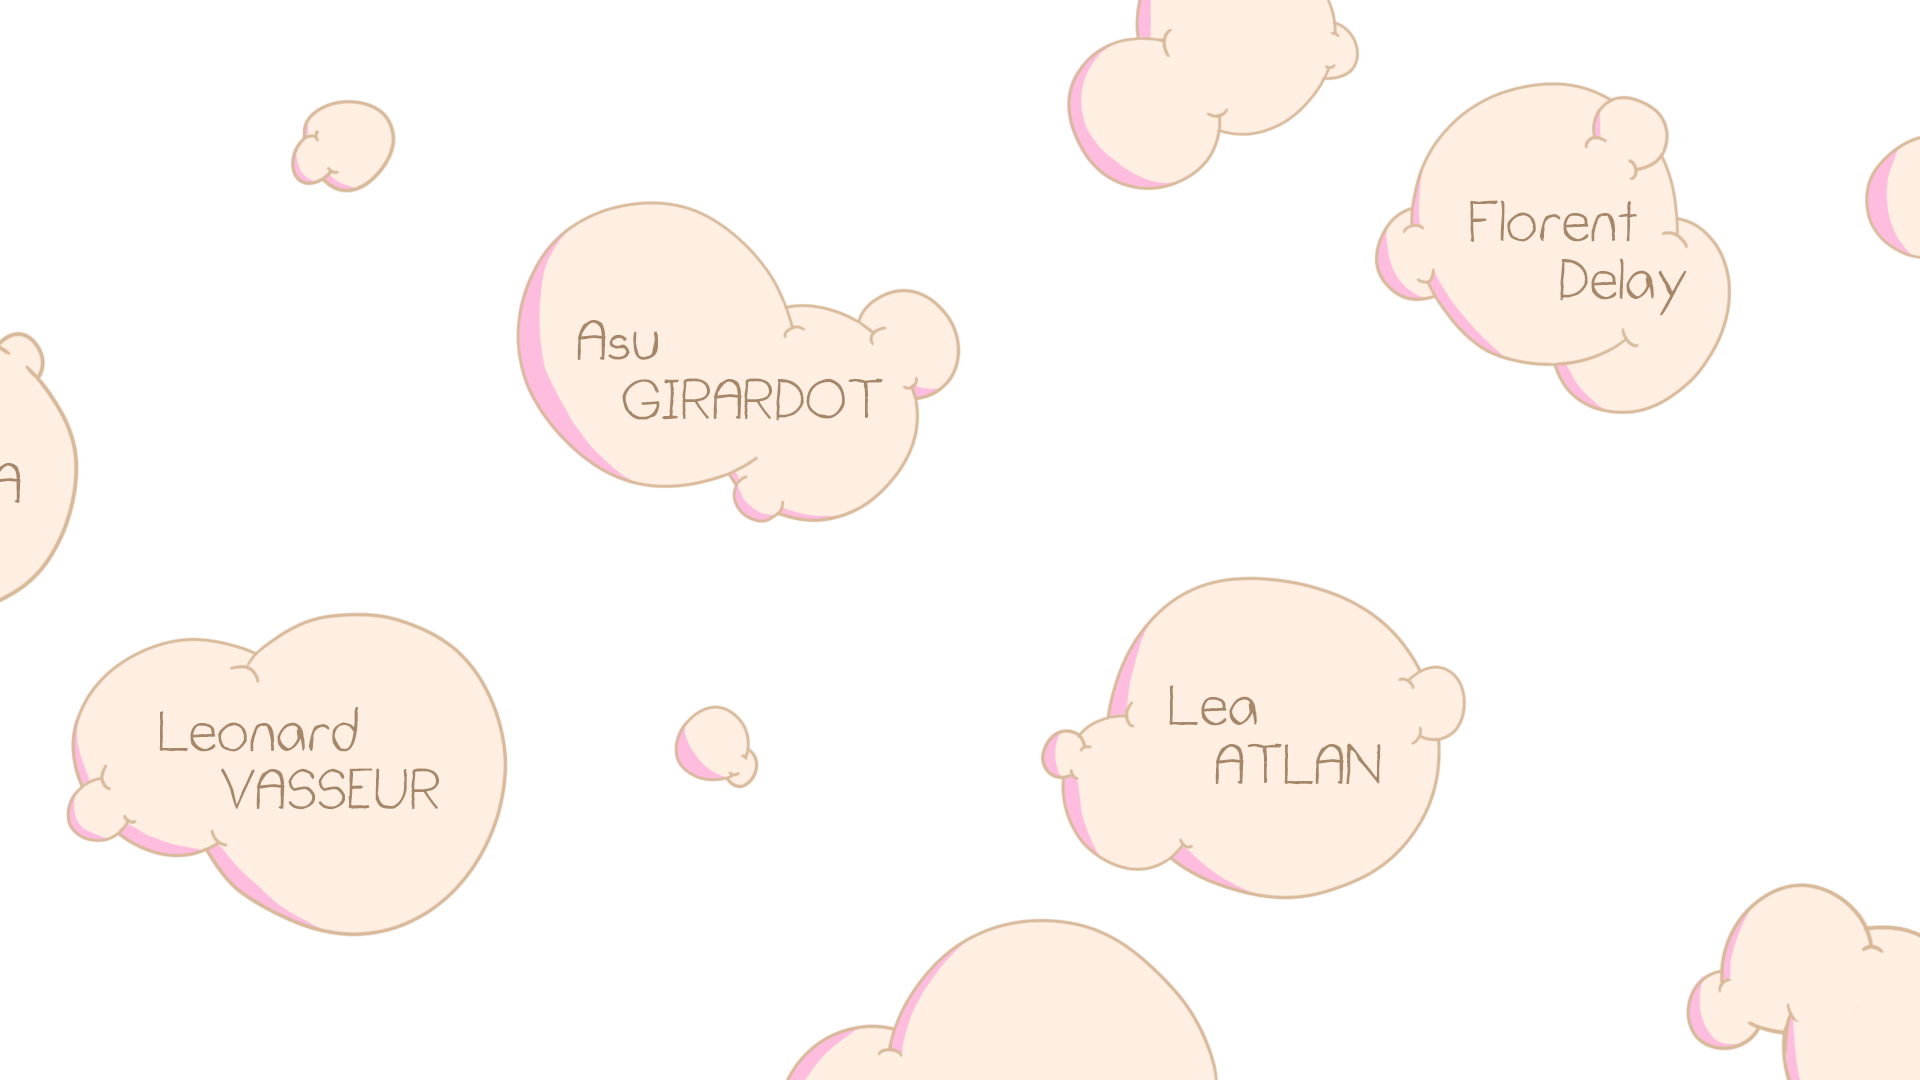 Florent
Delay
Asu
GIRARDOT
A
Leonard
VASSEUR
Lea
ATLAN